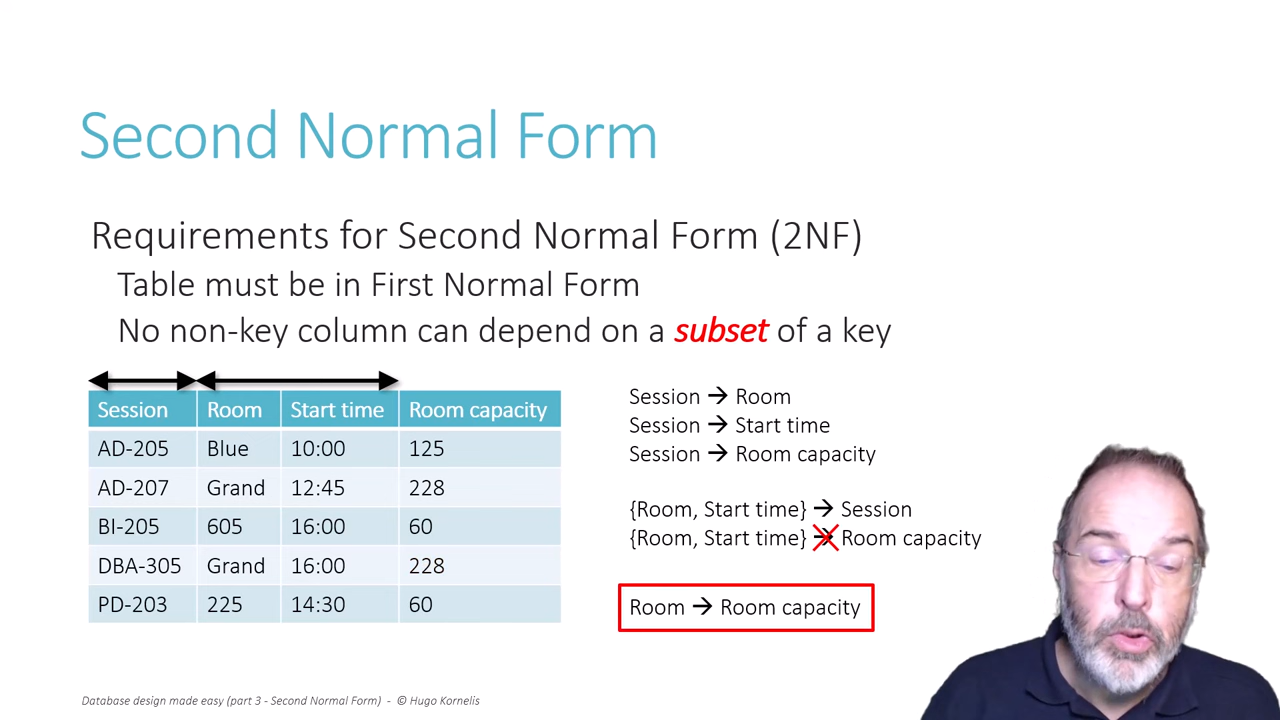 Second Normal Form
Requirements for Second Normal Form (2NF)
Table must be in First Normal Form
No non-key column can depend on a subset of a key
Session Room Start time Room capacity
AD-205 Blue 10:00 125
AD-207 Grand 12:45 228
BI-205 605 16:00 60
DBA-305 Grand 16:00 228
PD-203 225 14:30 60
Session → Room
Session → Start time
Session → Room capacity
{Room, Start time} → Session
{Room, Start time} → Room capacity
Room → Room capacity
Database design made easy (part 3 - Second Normal Form) - © Hugo Kornelis